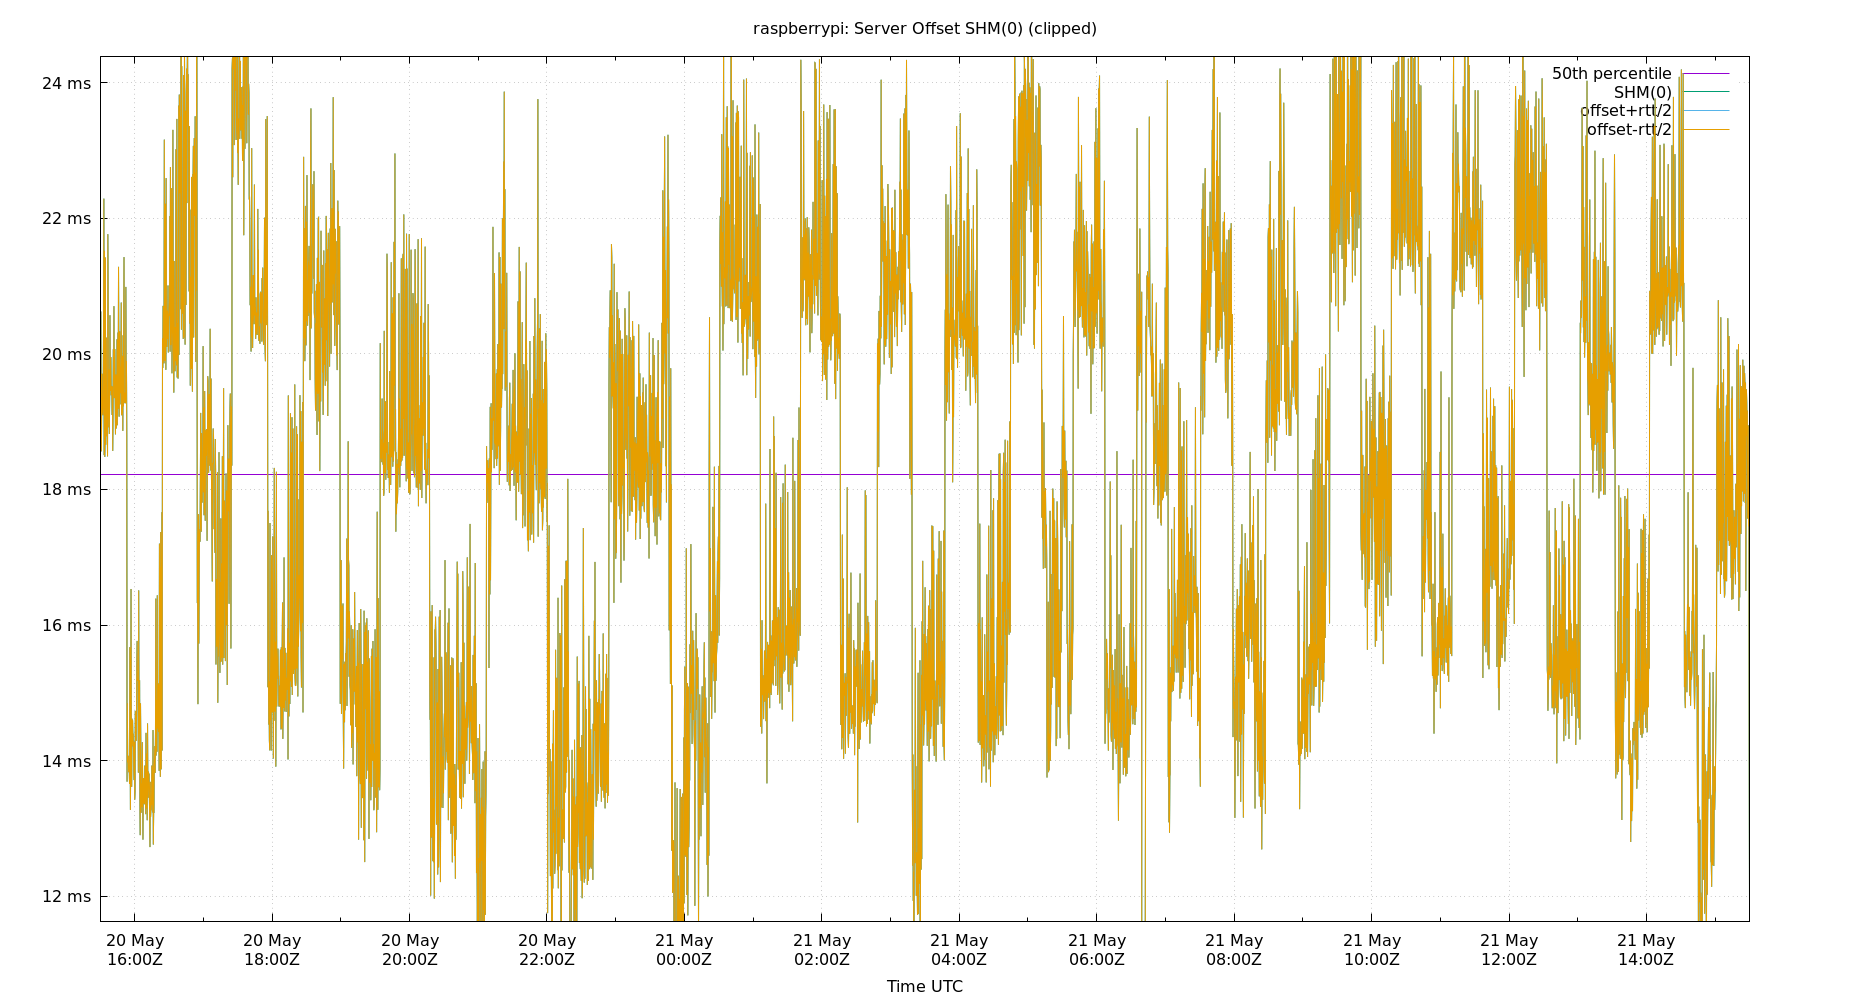 raspberrypi: Server Offset SHM(0) (clipped)
50th percentile
SHM(0)
offset+rtt/2
offset-rtt/2
24 ms
22 ms
20 ms
18 ms
16 ms
14 ms
12 ms
20 May 20 May 20 May 20 May 21 May 21 May 21 May 21 May 21 May 21 May 21 May 21 May
16:00Z 18:00Z 20:00Z 22:00Z 00:00Z 02:00Z 04:00Z 06:00Z 08:00Z 10:00Z 12:00Z 14:00Z
Time UTC